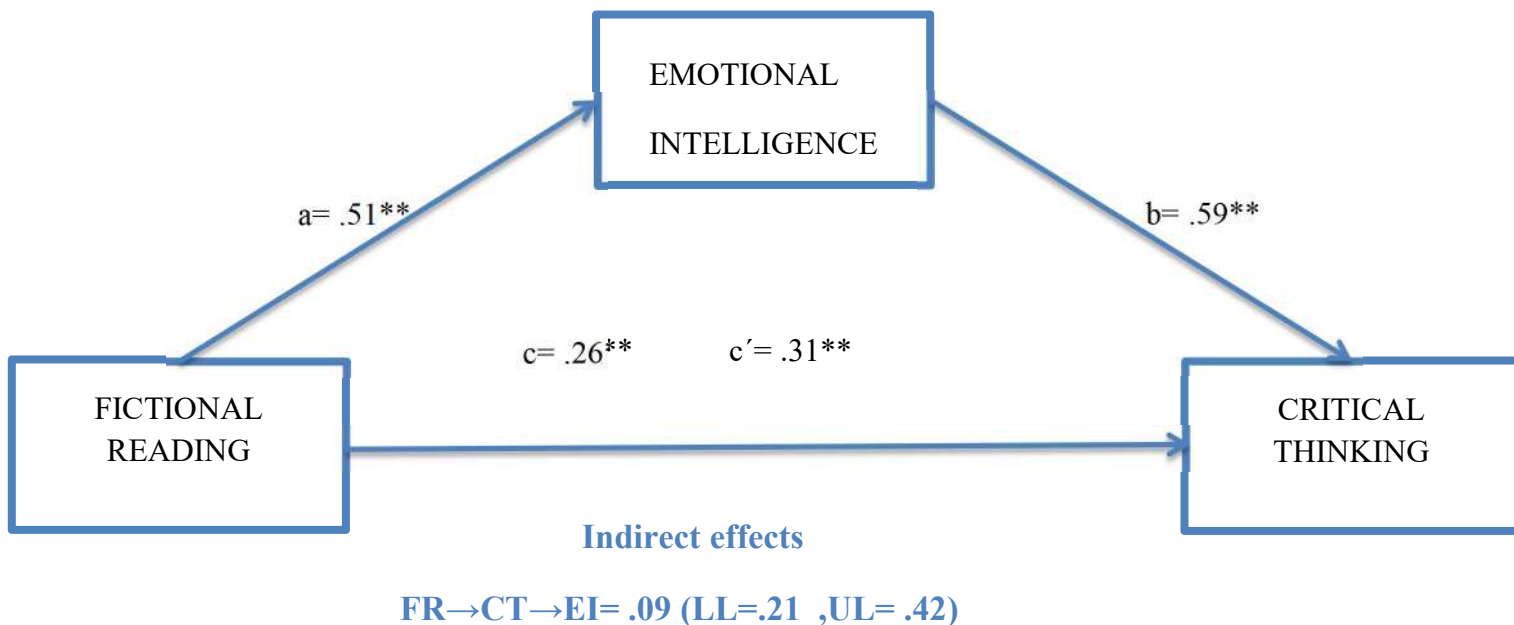 EMOTIONAL
INTELLIGENCE
a= .51**
b= .59**
c= .26**
c´= .31**
FICTIONAL
READING
CRITICAL
THINKING
Indirect effects
FR→CT→EI= .09 (LL=.21 ,UL= .42)